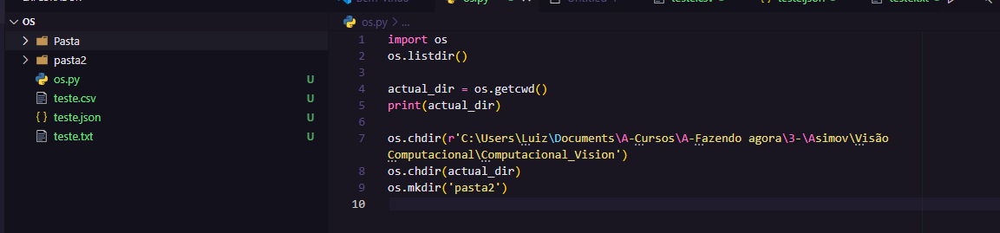 OS
Pasta
pasta2
os.py
U
teste.csv
U
teste.json
U
teste.txt
U
os.py > ...
1 import os
2 os.listdir()
3
4 actual_dir = os.getcwd()
5 print(actual_dir)
6
7 os.chdir(r'C:\Users\Luiz\Documents\A-Cursos\A-Fazendo agora\3-\Asimov\Visão
Computacional\Computacional_Vision')
8 os.chdir(actual_dir)
9 os.mkdir('pasta2')
10